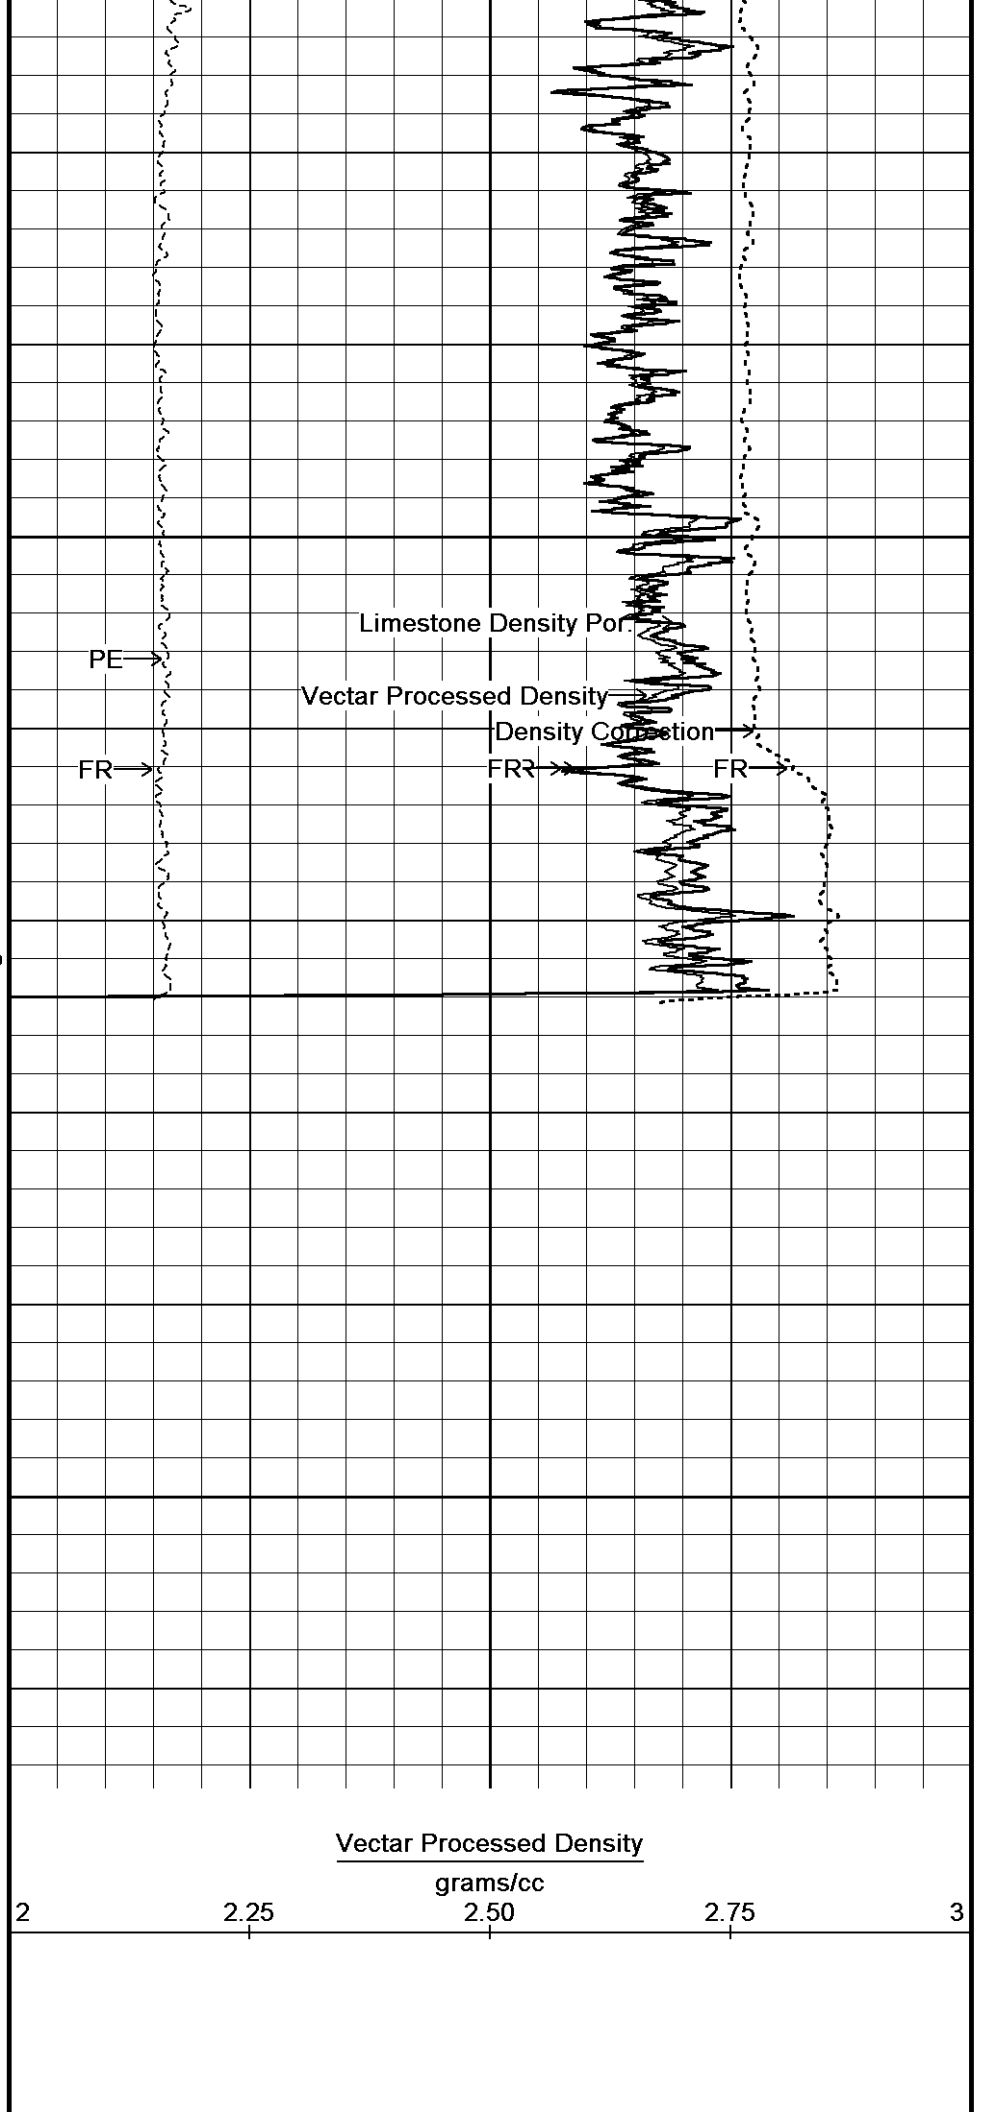 Limestone Density Por.
PE
Vectar Processed Density
Density Correction
FR FR FR
Vectar Processed Density
grams/cc
2 2.25 2.50 2.75 3